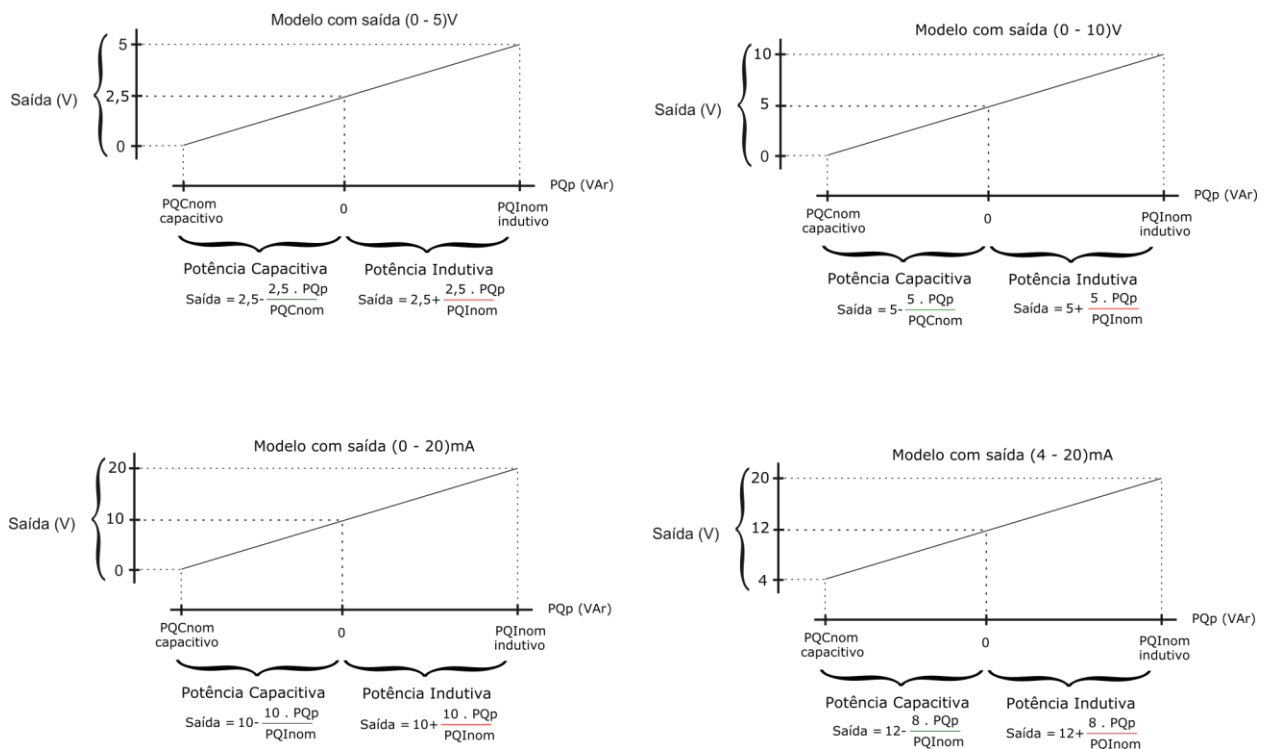 Modelo com saída (0 - 5)V
5
Saída (V)
2,5
0
PQp (VAr)
PQCnom
capacitivo
0
PQInom
indutivo
Potência Capacitiva
Saída = 2,5- 2,5 . PQp
PQCnom
Potência Indutiva
Saída = 2,5+ 2,5 . PQp
PQInom
Modelo com saída (0 - 10)V
10
Saída (V)
5
0
PQp (VAr)
PQCnom
capacitivo
0
PQInom
indutivo
Potência Capacitiva
Saída = 5- 5 . PQp
PQCnom
Potência Indutiva
Saída = 5+ 5 . PQp
PQInom
Modelo com saída (0 - 20)mA
20
Saída (V)
10
0
PQp (VAr)
PQCnom
capacitivo
0
PQInom
indutivo
Potência Capacitiva
Saída = 10- 10 . PQp
PQInom
Potência Indutiva
Saída = 10+ 10 . PQp
PQInom
Modelo com saída (4 - 20)mA
20
Saída (V)
12
4
PQp (VAr)
PQCnom
capacitivo
0
PQInom
indutivo
Potência Capacitiva
Saída = 12- 8 . PQp
PQInom
Potência Indutiva
Saída = 12+ 8 . PQp
PQInom